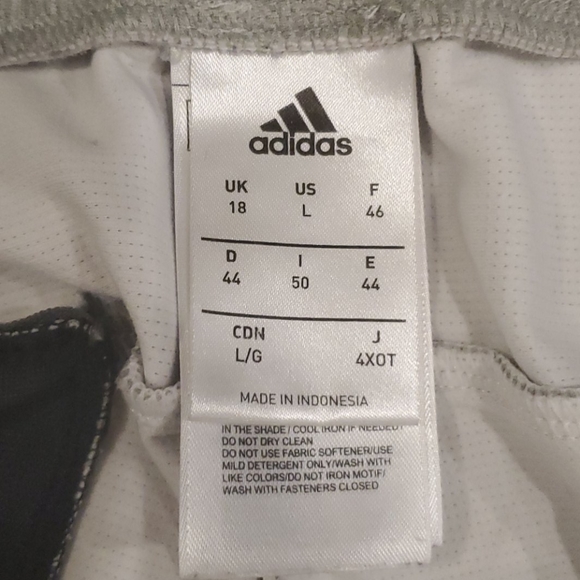 adidas
UK US F
18 L 46
D I E
44 50 44
CDN J
L/G 4XOT
MADE IN INDONESIA
IN THE SHADE/COOL IRON IF NEEDED/
DO NOT DRY CLEAN
DO NOT USE FABRIC SOFTENER/USE
MILD DETERGENT ONLY/WASH WITH
LIKE COLORS/DO NOT IRON MOTIF/
WASH WITH FASTENERS CLOSED